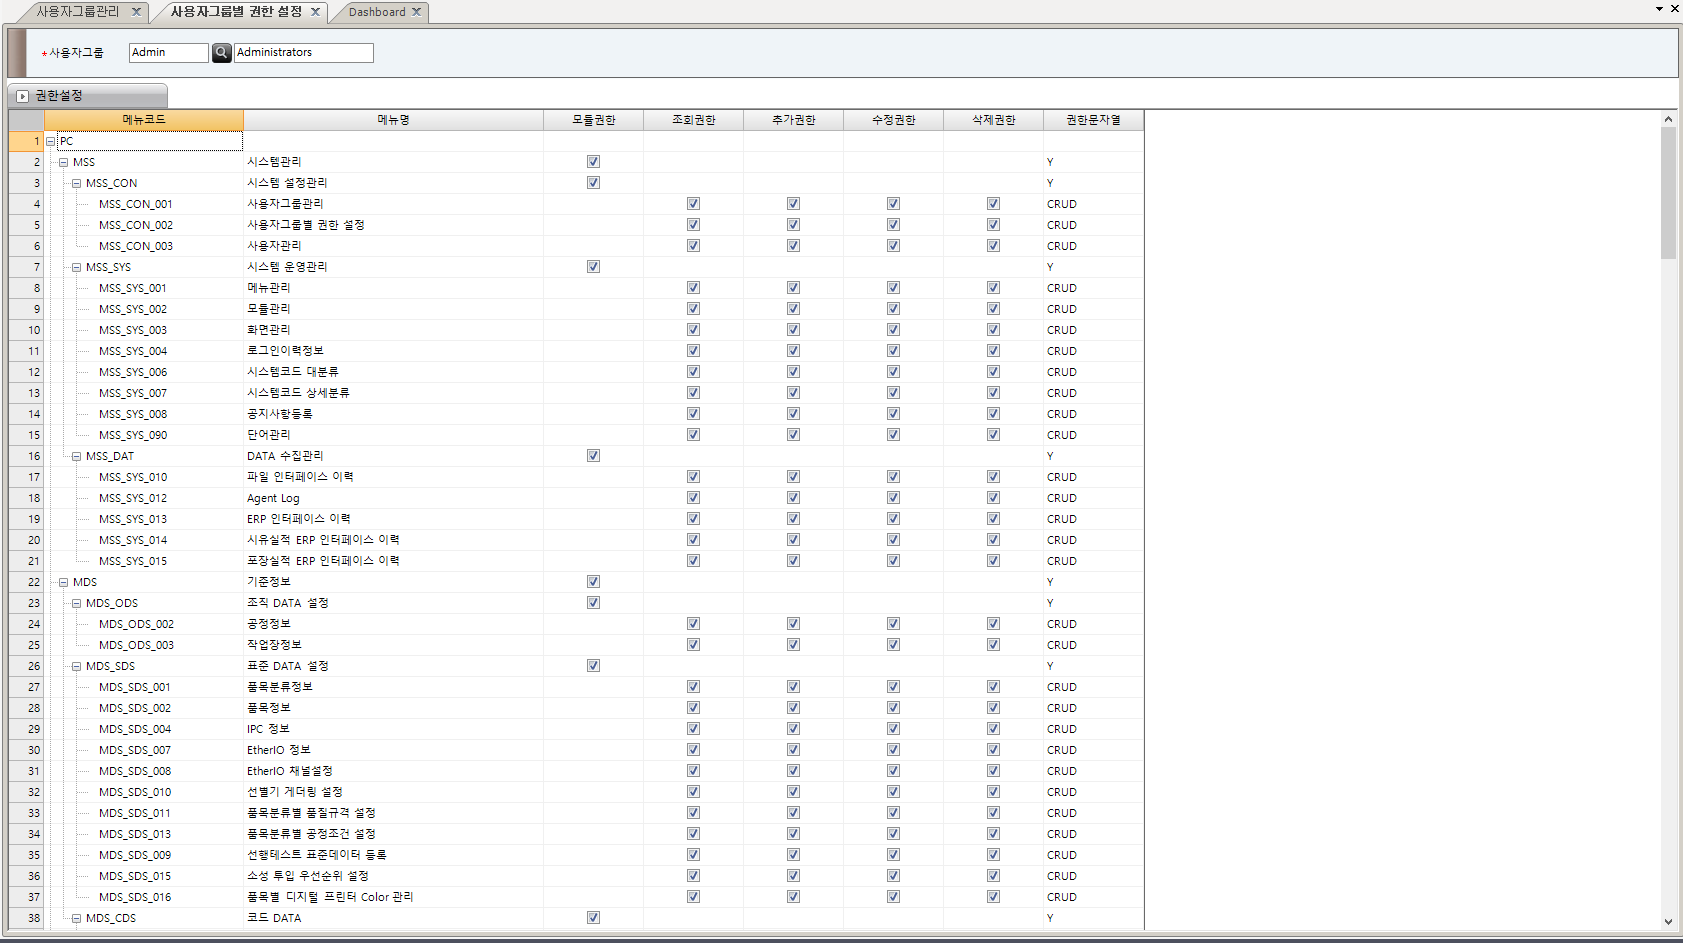 사용자그룹관리 사용자그룹별 권한 설정 Dashboard
*사용자그룹 Admin Administrators
권한설정
메뉴코드 메뉴명 모듈권한 조회권한 추가권한 수정권한 삭제권한 권한문자열
1 PC
2 MSS 시스템관리 Y
3 MSS_CON 시스템 설정관리 Y
4 MSS_CON_001 사용자그룹관리 CRUD
5 MSS_CON_002 사용자그룹별 권한 설정 CRUD
6 MSS_CON_003 사용자관리 CRUD
7 MSS_SYS 시스템 운영관리 Y
8 MSS_SYS_001 메뉴관리 CRUD
9 MSS_SYS_002 모듈관리 CRUD
10 MSS_SYS_003 화면관리 CRUD
11 MSS_SYS_004 로그인이력정보 CRUD
12 MSS_SYS_006 시스템코드 대분류 CRUD
13 MSS_SYS_007 시스템코드 상세분류 CRUD
14 MSS_SYS_008 공지사항등록 CRUD
15 MSS_SYS_090 단어관리 CRUD
16 MSS_DAT DATA 수집관리 Y
17 MSS_SYS_010 파일 인터페이스 이력 CRUD
18 MSS_SYS_012 Agent Log CRUD
19 MSS_SYS_013 ERP 인터페이스 이력 CRUD
20 MSS_SYS_014 시유실적 ERP 인터페이스 이력 CRUD
21 MSS_SYS_015 포장실적 ERP 인터페이스 이력 CRUD
22 MDS 기준정보 Y
23 MDS_ODS 조직 DATA 설정 Y
24 MDS_ODS_002 공정정보 CRUD
25 MDS_ODS_003 작업장정보 CRUD
26 MDS_SDS 표준 DATA 설정 Y
27 MDS_SDS_001 품목분류정보 CRUD
28 MDS_SDS_002 품목정보 CRUD
29 MDS_SDS_004 IPC 정보 CRUD
30 MDS_SDS_007 EtherIO 정보 CRUD
31 MDS_SDS_008 EtherIO 채널설정 CRUD
32 MDS_SDS_010 선별기 게더링 설정 CRUD
33 MDS_SDS_011 품목분류별 품질규격 설정 CRUD
34 MDS_SDS_013 품목분류별 공정조건 설정 CRUD
35 MDS_SDS_009 선행테스트 표준데이터 등록 CRUD
36 MDS_SDS_015 소성 투입 우선순위 설정 CRUD
37 MDS_SDS_016 품목별 디지털 프린터 Color 관리 CRUD
38 MDS_CDS 코드 DATA Y